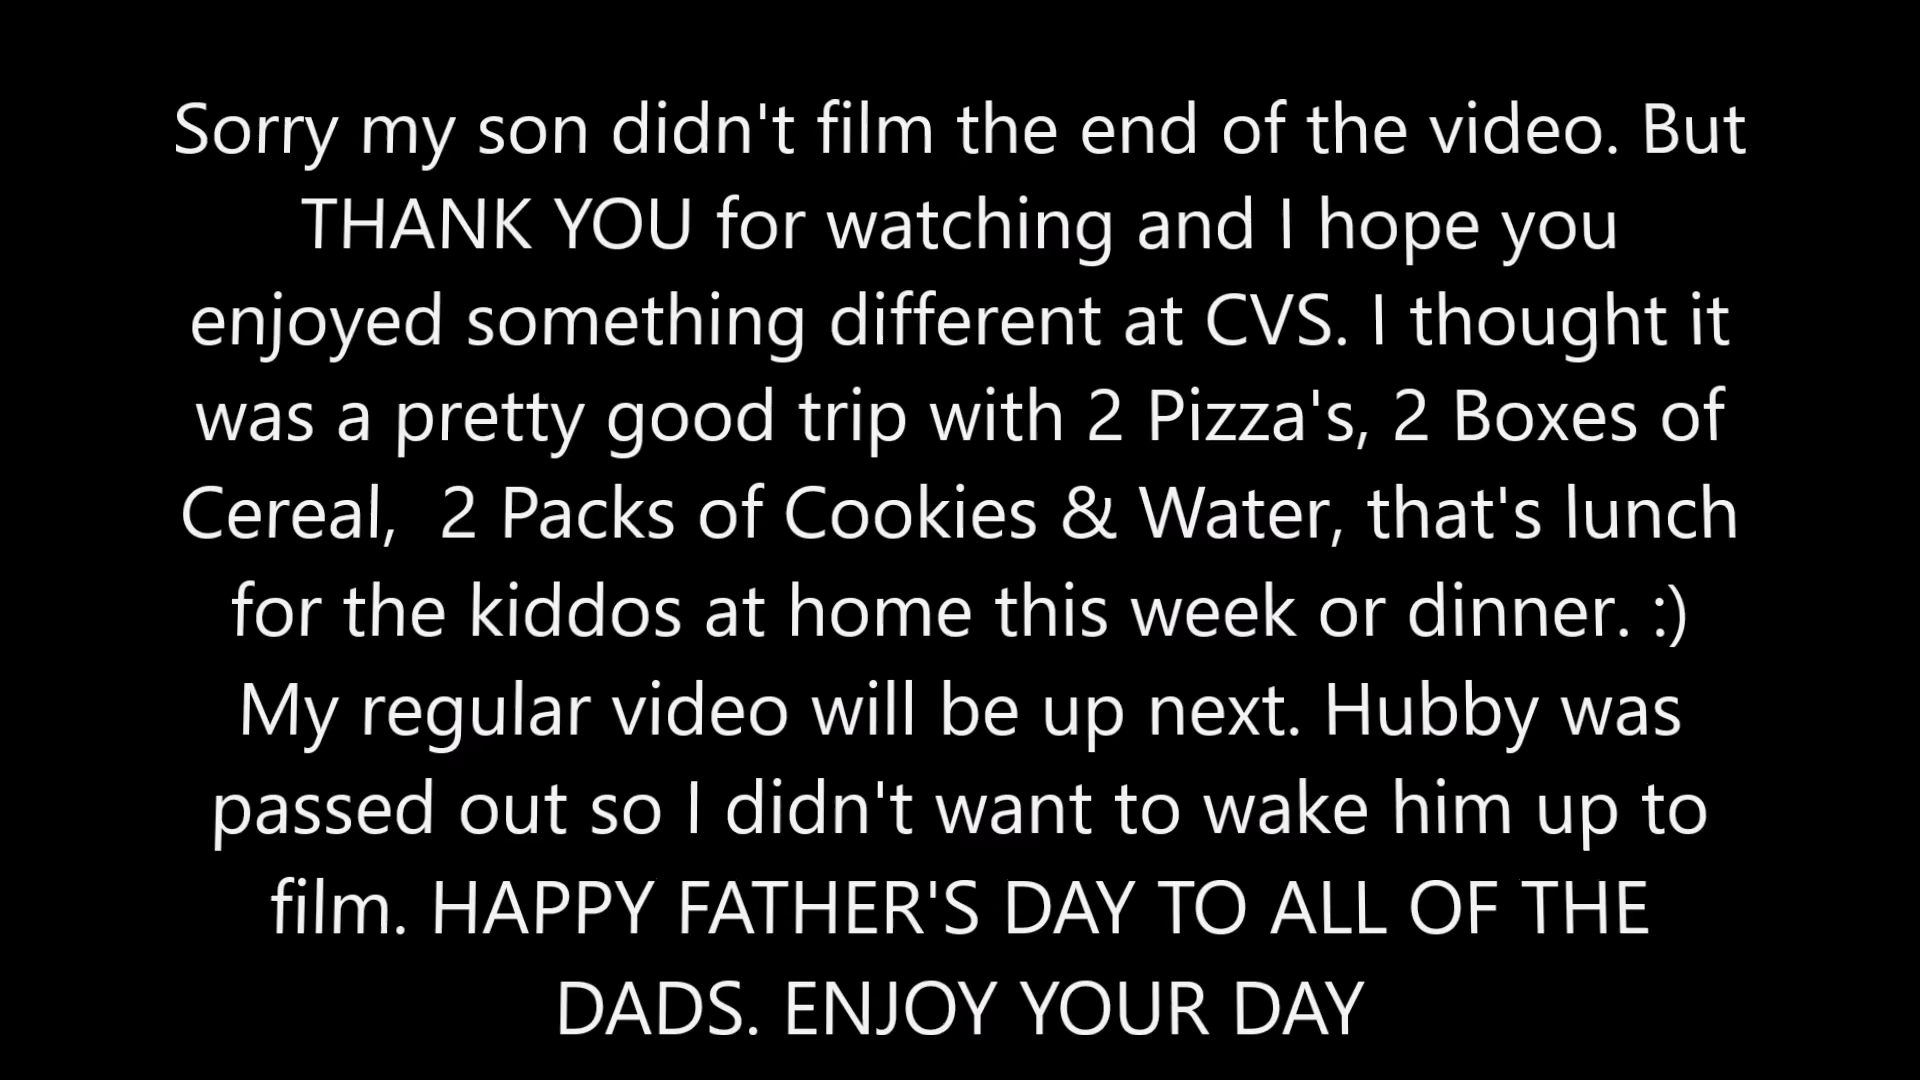 Sorry my son didn't film the end of the video. But
THANK YOU for watching and I hope you
enjoyed something different at CVS. I thought it
was a pretty good trip with 2 Pizza's, 2 Boxes of
Cereal,  2 Packs of Cookies & Water, that's lunch
for the kiddos at home this week or dinner. :)
My regular video will be up next. Hubby was
passed out so I didn't want to wake him up to
film. HAPPY FATHER'S DAY TO ALL OF THE
DADS. ENJOY YOUR DAY